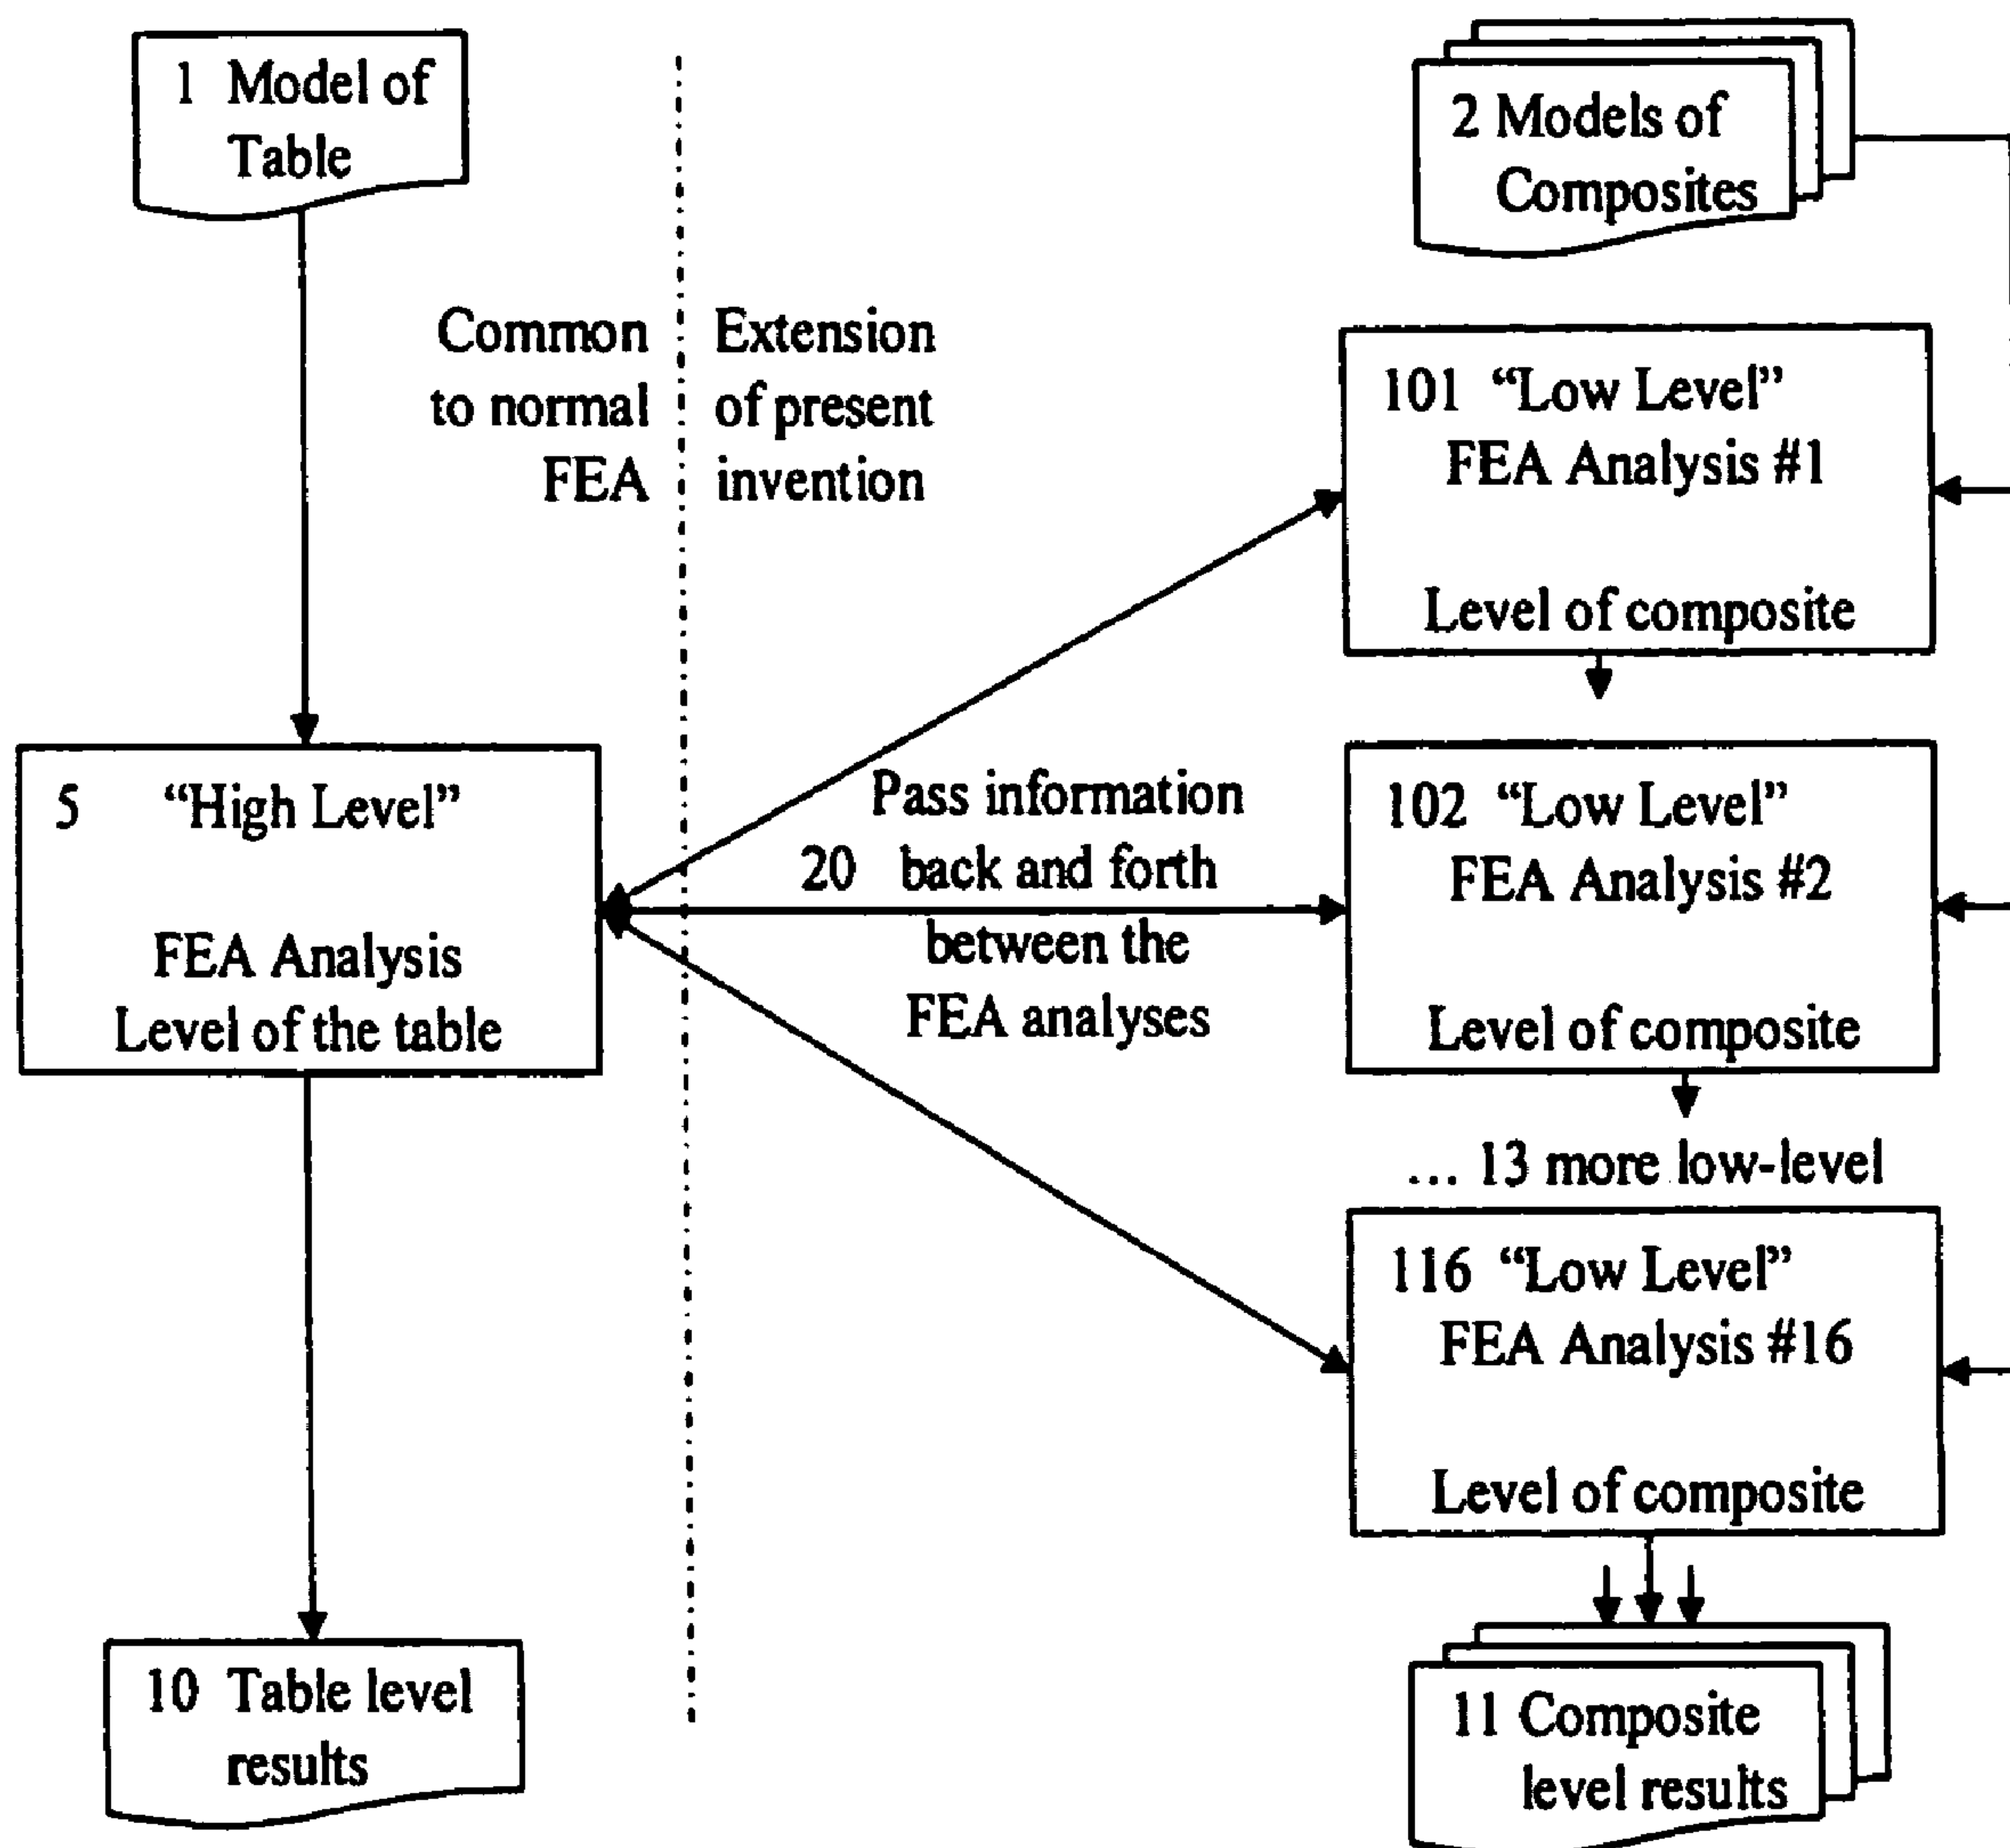 1 Model of
Table
2 Models of
Composites
Common
to normal
FEA
Extension
of present
invention
101 “Low Level”
FEA Analysis #1
Level of composite
5 “High Level”
FEA Analysis
Level of the table
Pass information
20 back and forth
between the
FEA analyses
102 “Low Level”
FEA Analysis #2
Level of composite
... 13 more low-level
116 “Low Level”
FEA Analysis #16
Level of composite
10 Table level
results
11 Composite
level results